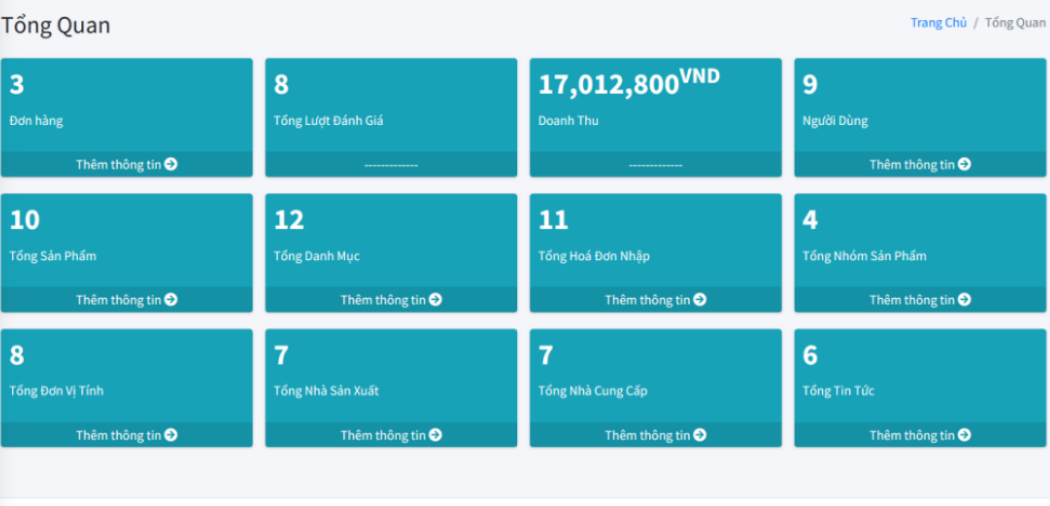 Tổng Quan
Trang Chủ / Tổng Quan
3
Đơn hàng
Thêm thông tin
8
Tổng Lượt Đánh Giá
-------------
17,012,800VND
Doanh Thu
-------------
9
Người Dùng
Thêm thông tin
10
Tổng Sản Phẩm
Thêm thông tin
12
Tổng Danh Mục
Thêm thông tin
11
Tổng Hoá Đơn Nhập
Thêm thông tin
4
Tổng Nhóm Sản Phẩm
Thêm thông tin
8
Tổng Đơn Vị Tính
Thêm thông tin
7
Tổng Nhà Sản Xuất
Thêm thông tin
7
Tổng Nhà Cung Cấp
Thêm thông tin
6
Tổng Tin Tức
Thêm thông tin